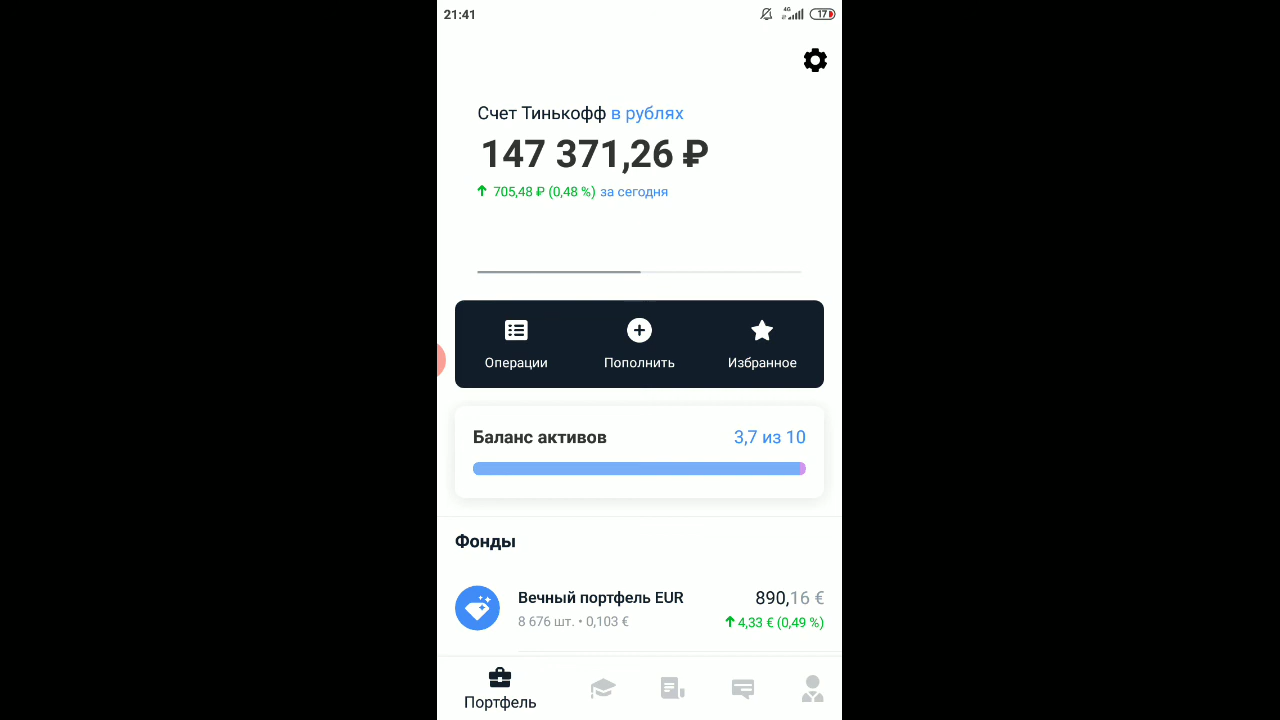 21:41
4G
17
Счет Тинькофф в рублях
147 371,26 ₽
705,48 ₽ (0,48 %) за сегодня
Операции
Пополнить
Избранное
Баланс активов
3,7 из 10
Фонды
Вечный портфель EUR
890,16 €
8 676 шт. • 0,103 €
4,33 € (0,49 %)
Портфель